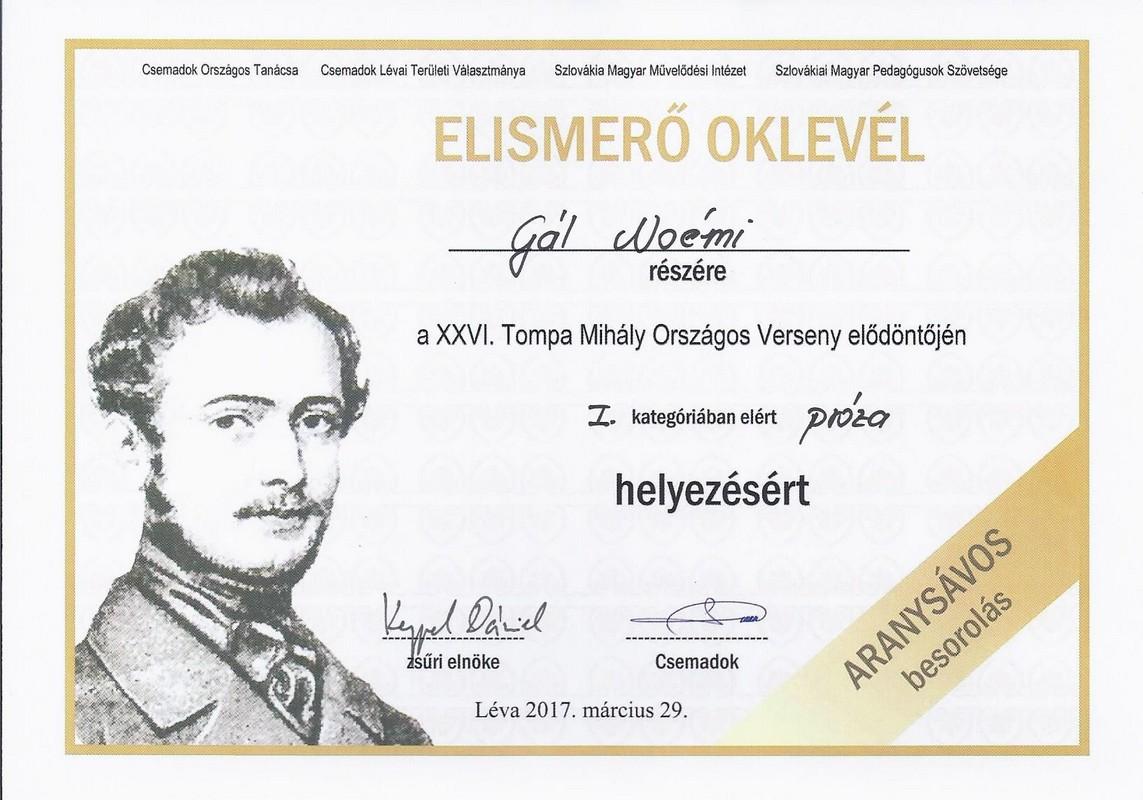 Csemadok Országos Tanácsa Csemadok Lévai Területi Választmánya Szlovákia Magyar Művelődési Intézet Szlovákiai Magyar Pedagógusok Szövetsége
ELISMERŐ OKLEVÉL
Gál Noémi
részére
a XXVI. Tompa Mihály Országos Verseny elődöntőjén
I. kategóriában elért próza
helyezésért
ARANYSÁVOS
besorolás
Keppel Dániel
zsűri elnöke Csemadok
Léva 2017. március 29.